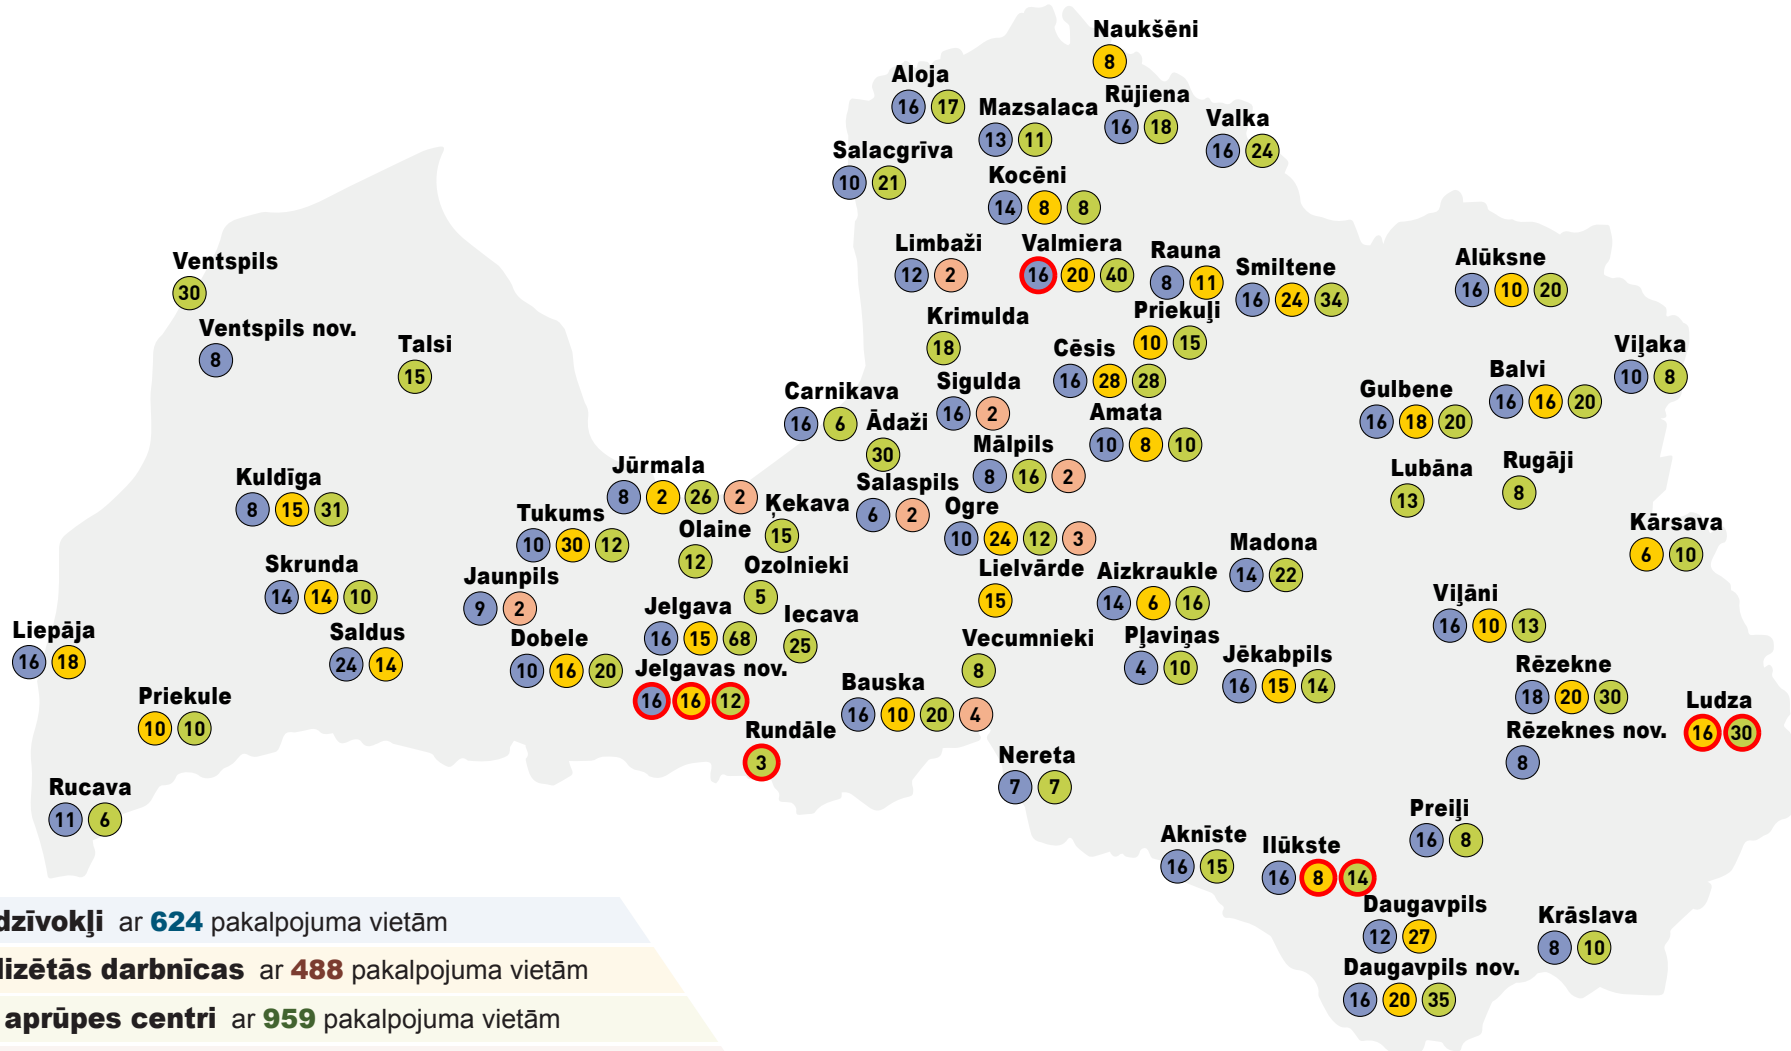 Naukšēni
8
Aloja
16 17
Mazsalaca
13 11
Rūjiena
16 18
Valka
16 24
Salacgrīva
10 21
Kocēni
14 8 8
Limbaži
12 2
Valmiera
16 20 40
Rauna
8 11
Smiltene
16 24 34
Alūksne
16 10 20
Ventspils
30
Ventspils nov.
8
Talsi
15
Krimulda
18
Priekuļi
10 15
Cēsis
16 28 28
Viļaka
10 8
Balvi
16 16 20
Gulbene
16 18 20
Carnikava
16 6
Sigulda
16 2
Ādaži
30
Amata
10 8 10
Mālpils
8 16 2
Lubāna
13
Rugāji
8
Kuldīga
8 15 31
Jūrmala
8 2 26 2
Salaspils
6 2
Ķekava
15
Ogre
10 24 12 3
Tukums
10 30 12
Olaine
12
Kārsava
6 10
Madona
14 22
Skrunda
14 14 10
Jaunpils
9 2
Ozolnieki
5
Lielvārde
15
Aizkraukle
14 6 16
Viļāni
16 10 13
Jelgava
16 15 68
Iecava
25
Liepāja
16 18
Saldus
24 14
Dobele
10 16 20
Vecumnieki
8
Pļaviņas
4 10
Jēkabpils
16 15 14
Rēzekne
18 20 30
Jelgavas nov.
16 16 12
Bauska
16 10 20 4
Priekule
10 10
Ludza
16 30
Rundāle
3
Rēzeknes nov.
8
Nereta
7 7
Rucava
11 6
Preiļi
16 8
Aknīste
16 15
Ilūkste
16 8 14
Daugavpils
12 27
Krāslava
8 10
Daugavpils nov.
16 20 35
dzīvokļi ar 624 pakalpojuma vietām
lizētās darbnīcas ar 488 pakalpojuma vietām
aprūpes centri ar 959 pakalpojuma vietām